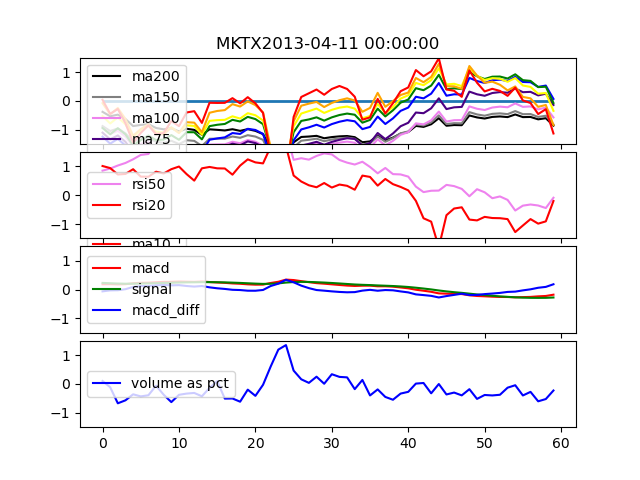 MKTX2013-04-11 00:00:00
1
0
−1
ma200
ma150
ma100
ma75
1
0
−1
rsi50
rsi20
ma10
1
0
−1
macd
signal
macd_diff
1
0
−1
volume as pct
0 10 20 30 40 50 60